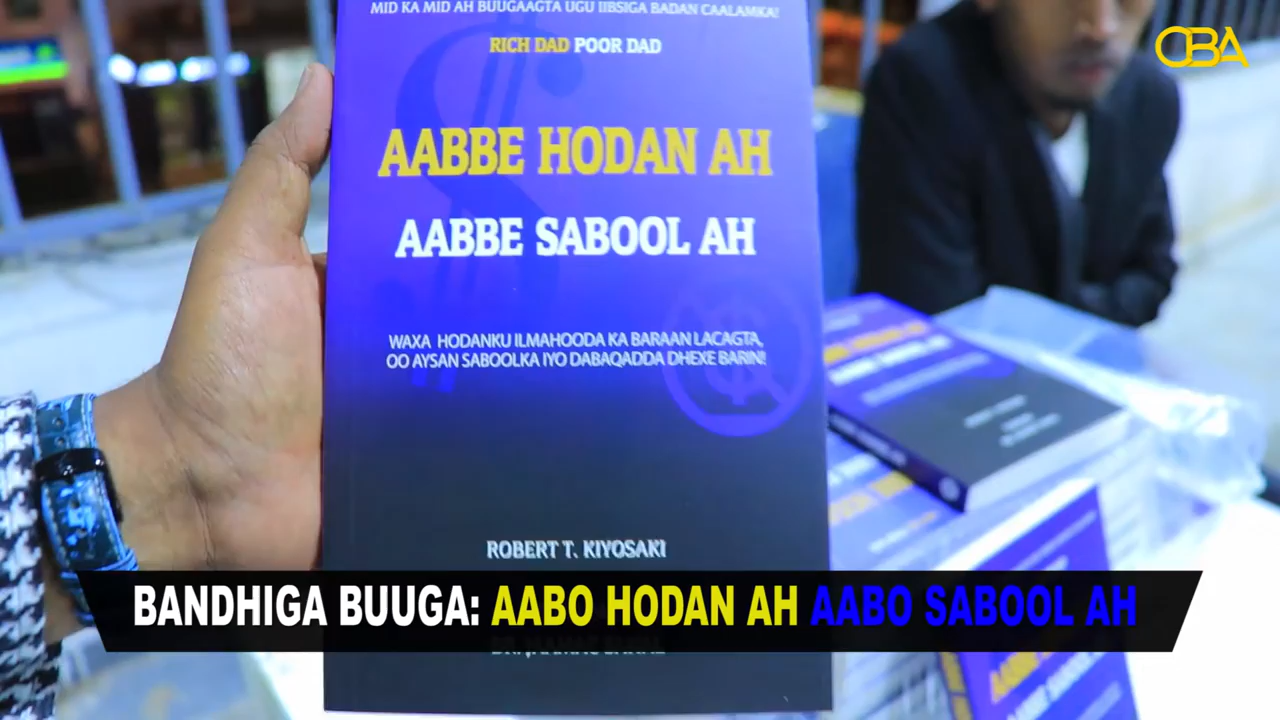 MID KA MID AH BUUGAAGTA UGU IIBSIGA BADAN CAALAMKA!
OBA
RICH DAD POOR DAD
AABBE HODAN AH
AABBE SABOOL AH
WAXA HODANKU ILMAHOODA KA BARAAN LACAGTA,
OO AYSAN SABOOLKA IYO DABAQADDA DHEXE BARIN!
ROBERT T. KIYOSAKI
BANDHIGA BUUGA: AABO HODAN AH AABO SABOOL AH